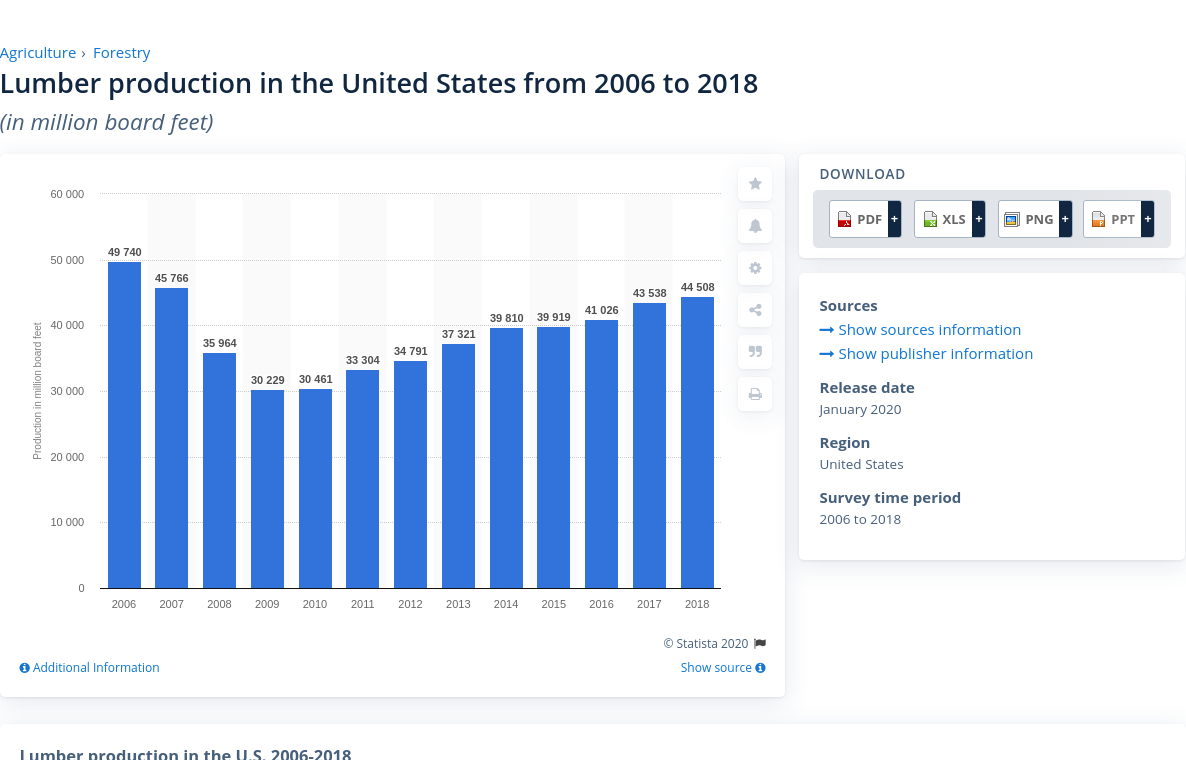 Agriculture › Forestry
Lumber production in the United States from 2006 to 2018
(in million board feet)
60 000
50 000
40 000
30 000
20 000
10 000
0
Production in million board feet
49 740
45 766
35 964
30 229
30 461
33 304
34 791
37 321
39 810
39 919
41 026
43 538
44 508
2006 2007 2008 2009 2010 2011 2012 2013 2014 2015 2016 2017 2018
© Statista 2020
Additional Information
Show source
DOWNLOAD
PDF + XLS + PNG + PPT +
Sources
Show sources information
Show publisher information
Release date
January 2020
Region
United States
Survey time period
2006 to 2018
Lumber production in the U.S. 2006-2018